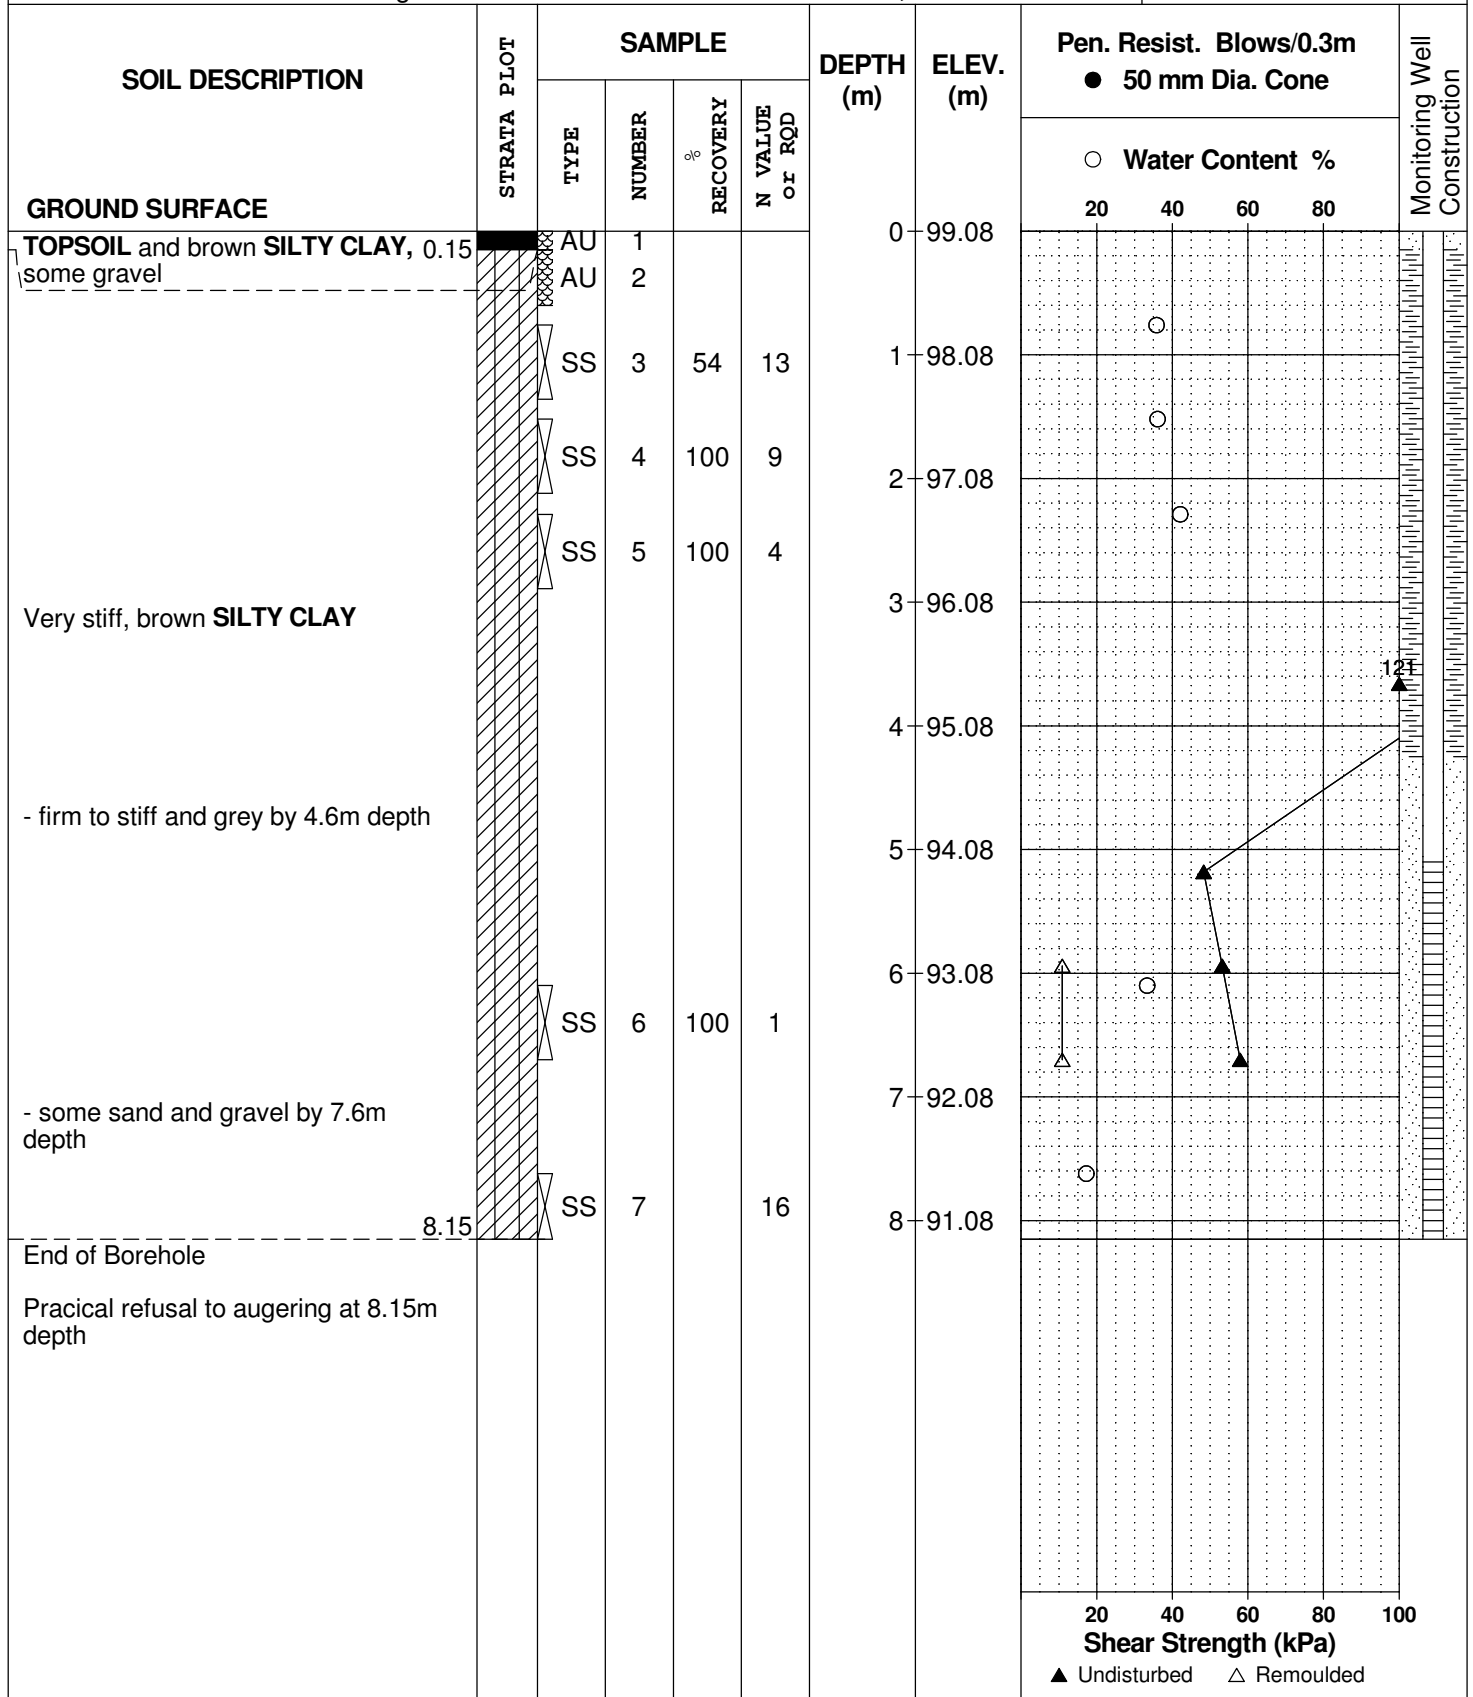 SOIL DESCRIPTION
GROUND SURFACE
STRATA PLOT
SAMPLE
TYPE
NUMBER
%
RECOVERY
N VALUE
or RQD
DEPTH
(m)
ELEV.
(m)
Pen. Resist. Blows/0.3m
● 50 mm Dia. Cone
○ Water Content %
20 40 60 80
Monitoring Well
Construction
TOPSOIL and brown SILTY CLAY, 0.15
some gravel
AU 1
AU 2
0 99.08
SS 3 54 13
1 98.08
SS 4 100 9
2 97.08
SS 5 100 4
3 96.08
Very stiff, brown SILTY CLAY
121
4 95.08
- firm to stiff and grey by 4.6m depth
5 94.08
6 93.08
SS 6 100 1
7 92.08
- some sand and gravel by 7.6m
depth
SS 7 16
8 91.08
8.15
End of Borehole
Pracical refusal to augering at 8.15m
depth
20 40 60 80 100
Shear Strength (kPa)
▲ Undisturbed △ Remoulded